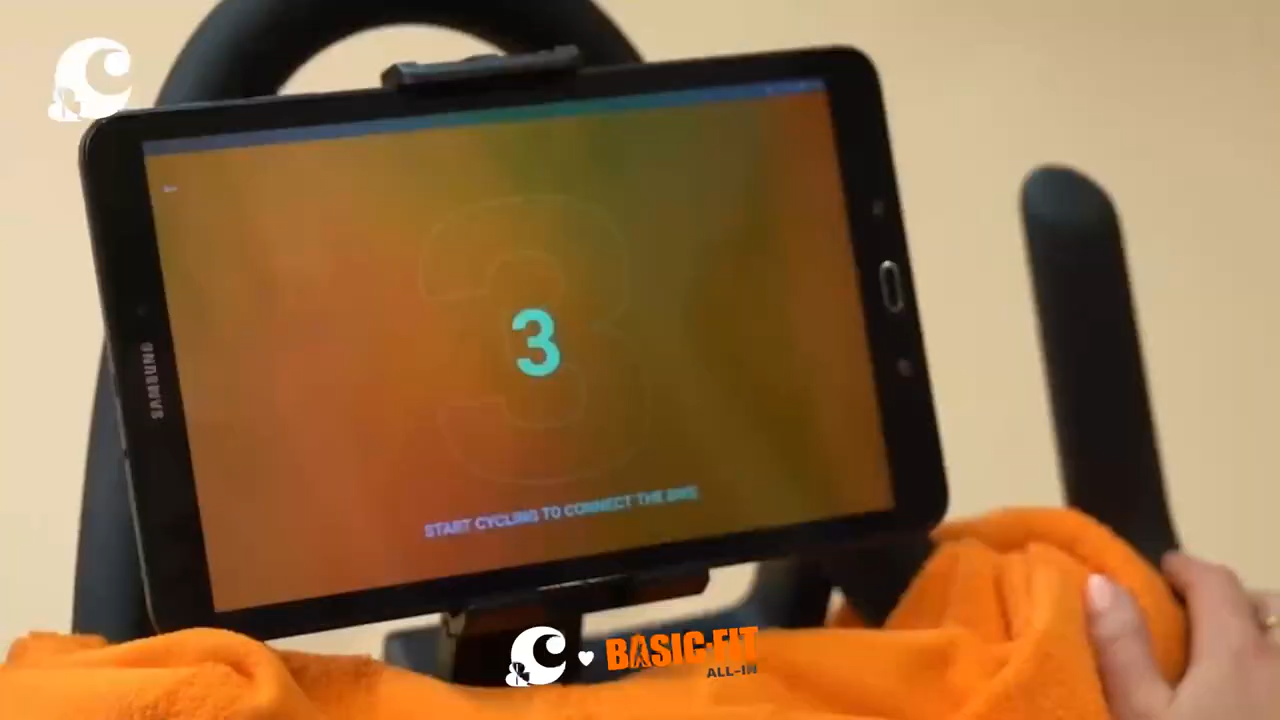 C
3
START CYCLING TO CONNECT THE BIKE
SAMSUNG
C
BASIC-FIT
ALL-IN